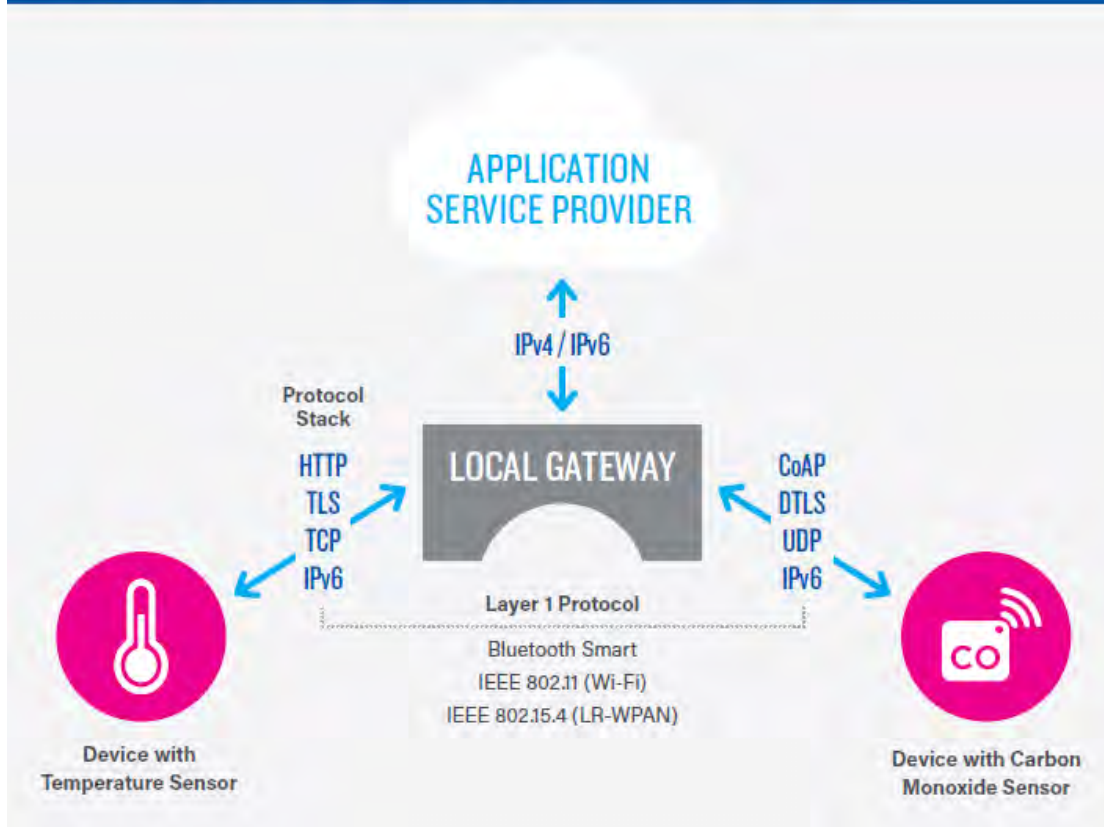 APPLICATION
SERVICE PROVIDER
IPv4 / IPv6
Protocol
Stack
HTTP
TLS
TCP
IPv6
LOCAL GATEWAY
CoAP
DTLS
UDP
IPv6
Layer 1 Protocol
Bluetooth Smart
IEEE 802.11 (Wi-Fi)
IEEE 802.15.4 (LR-WPAN)
CO
Device with
Temperature Sensor
Device with Carbon
Monoxide Sensor